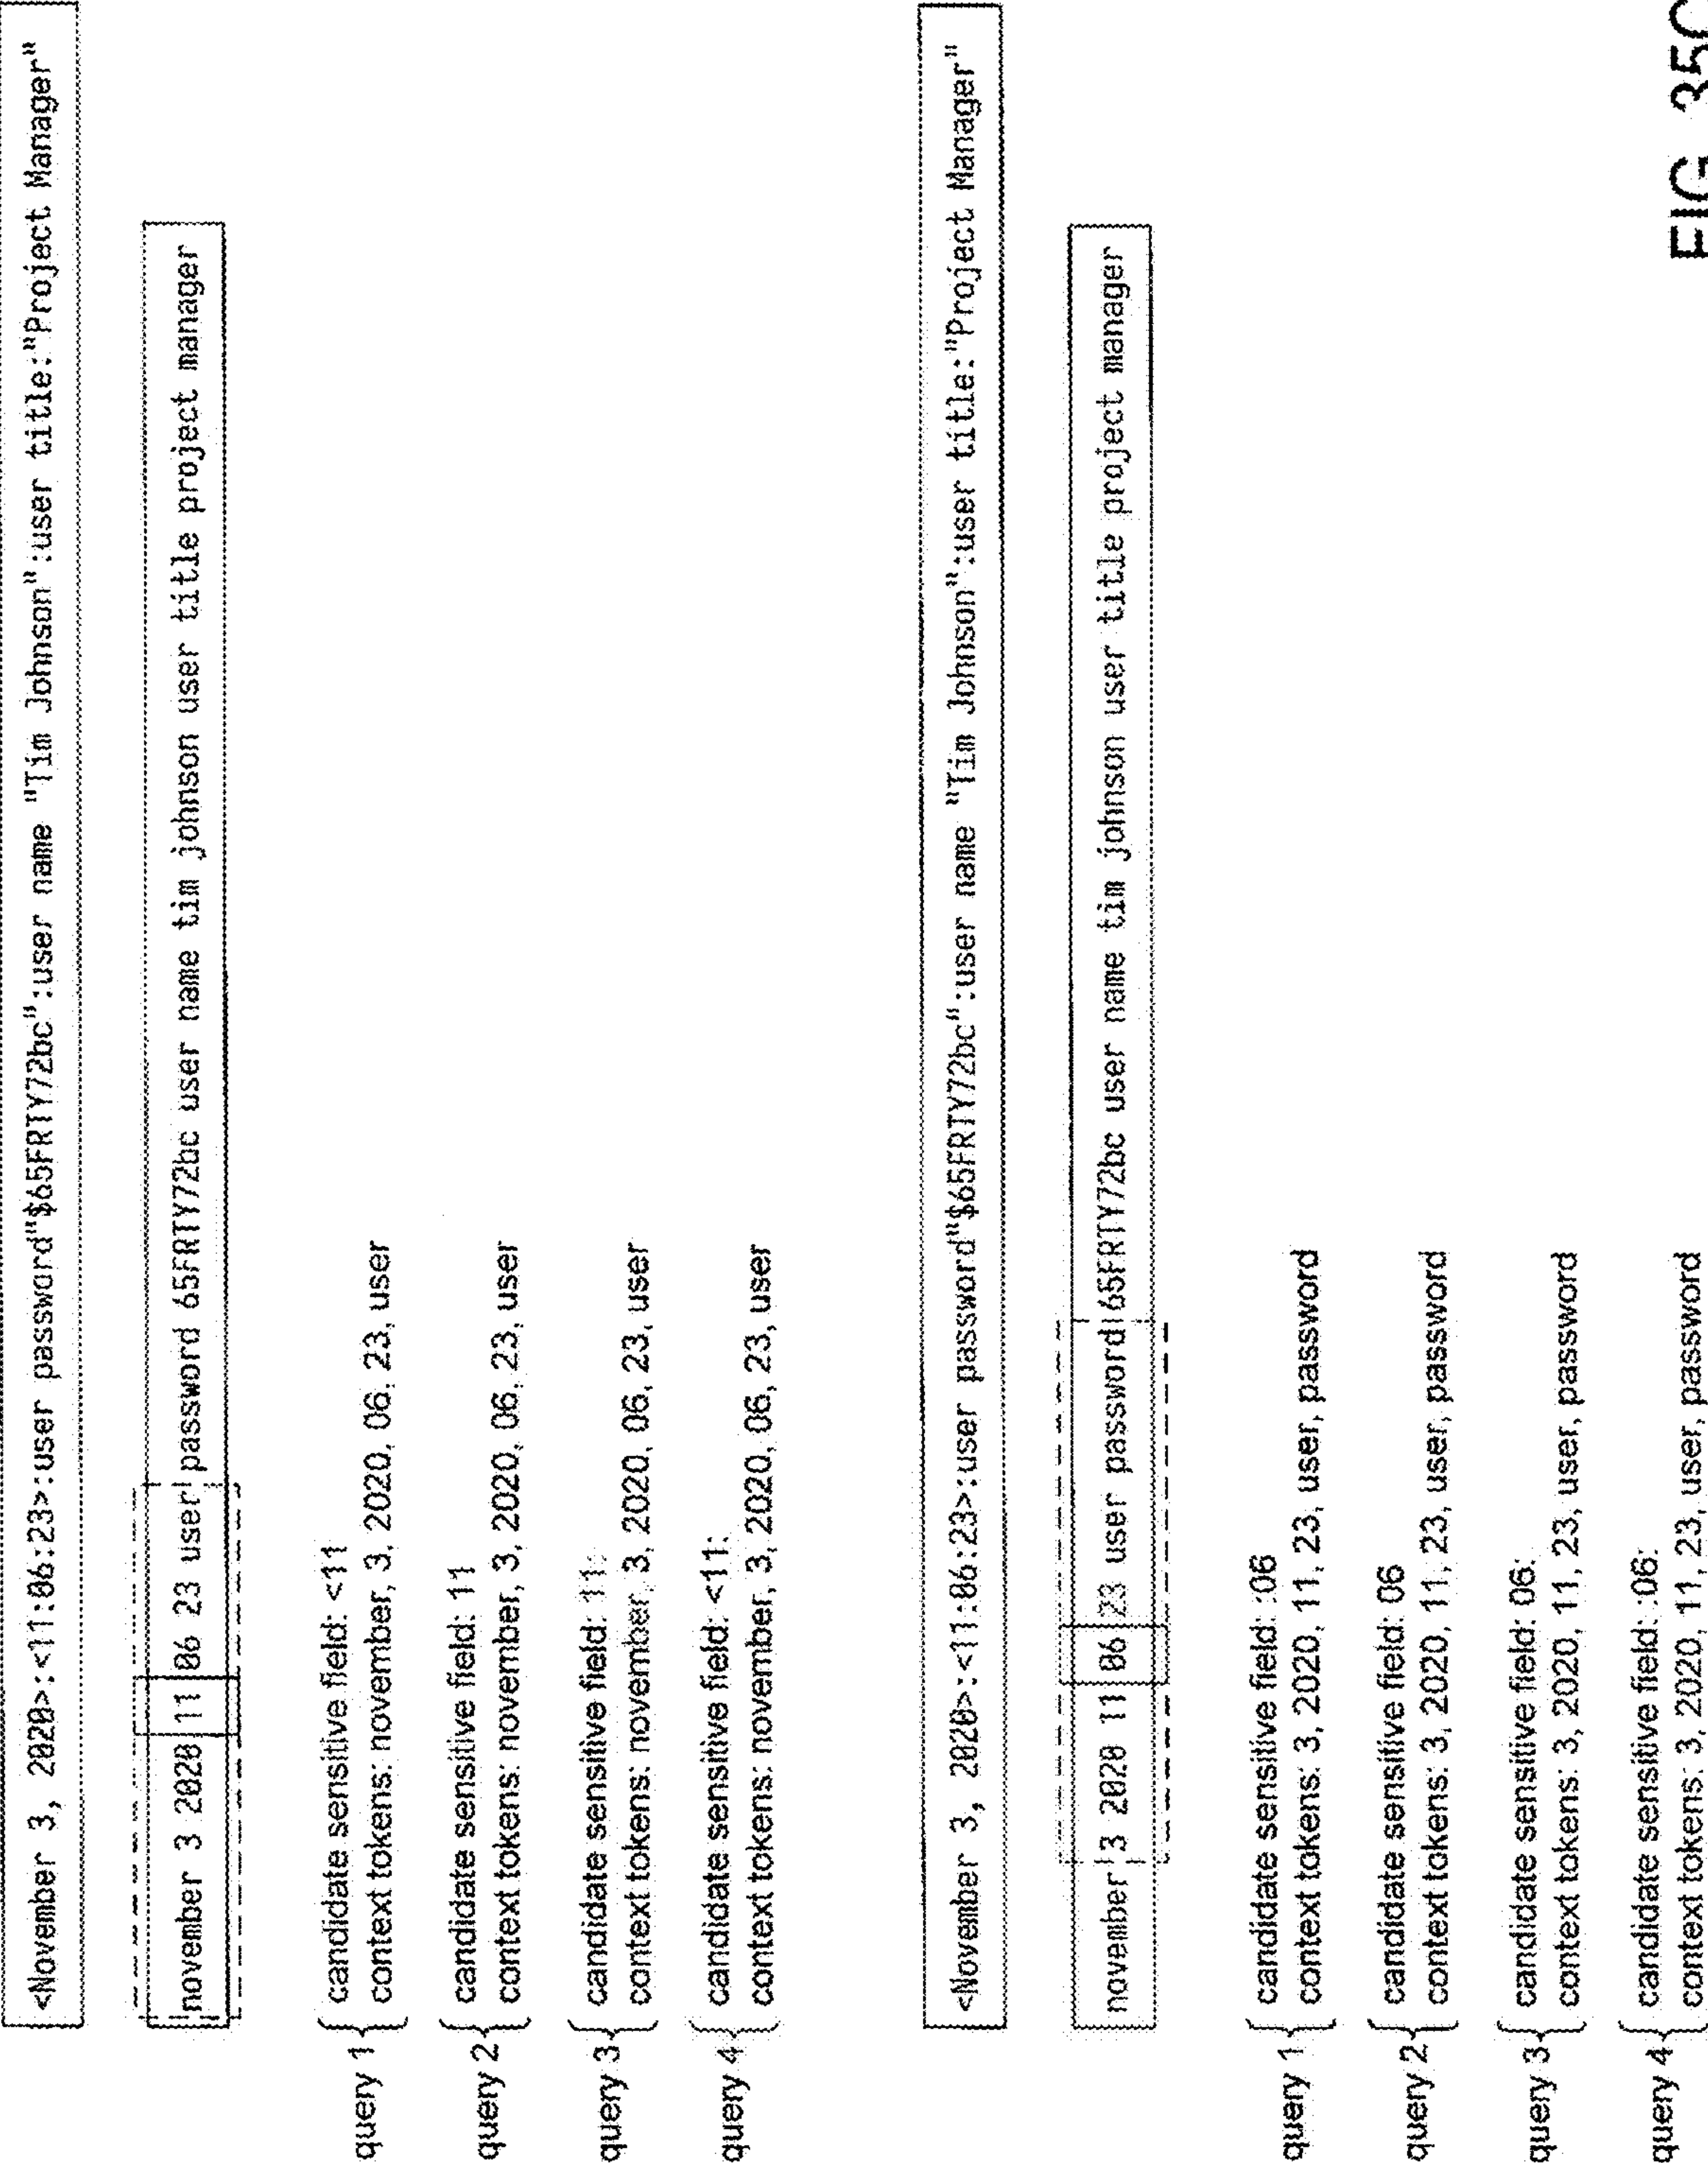 <November 3, 2020>:<11:06:23>:user password"$65FRTY72bc":user name "Tim Johnson":user title:"Project Manager"
november 3 2020 11 06 23 user password 65FRTY72bc user name tim johnson user title project manager
query 1 candidate sensitive field: <11
context tokens: november, 3, 2020, 06, 23, user
query 2 candidate sensitive field: 11
context tokens: november, 3, 2020, 06, 23, user
query 3 candidate sensitive field: 11:
context tokens: november, 3, 2020, 06, 23, user
query 4 candidate sensitive field: <11:
context tokens: november, 3, 2020, 06, 23, user
<November 3, 2020>:<11:06:23>:user password"$65FRTY72bc":user name "Tim Johnson":user title:"Project Manager"
november 3 2020 11 06 23 user password 65FRTY72bc user name tim johnson user title project manager
query 1 candidate sensitive field: :06
context tokens: 3, 2020, 11, 23, user, password
query 2 candidate sensitive field: 06
context tokens: 3, 2020, 11, 23, user, password
query 3 candidate sensitive field: 06:
context tokens: 3, 2020, 11, 23, user, password
query 4 candidate sensitive field: :06:
context tokens: 3, 2020, 11, 23, user, password
FIG. 35C